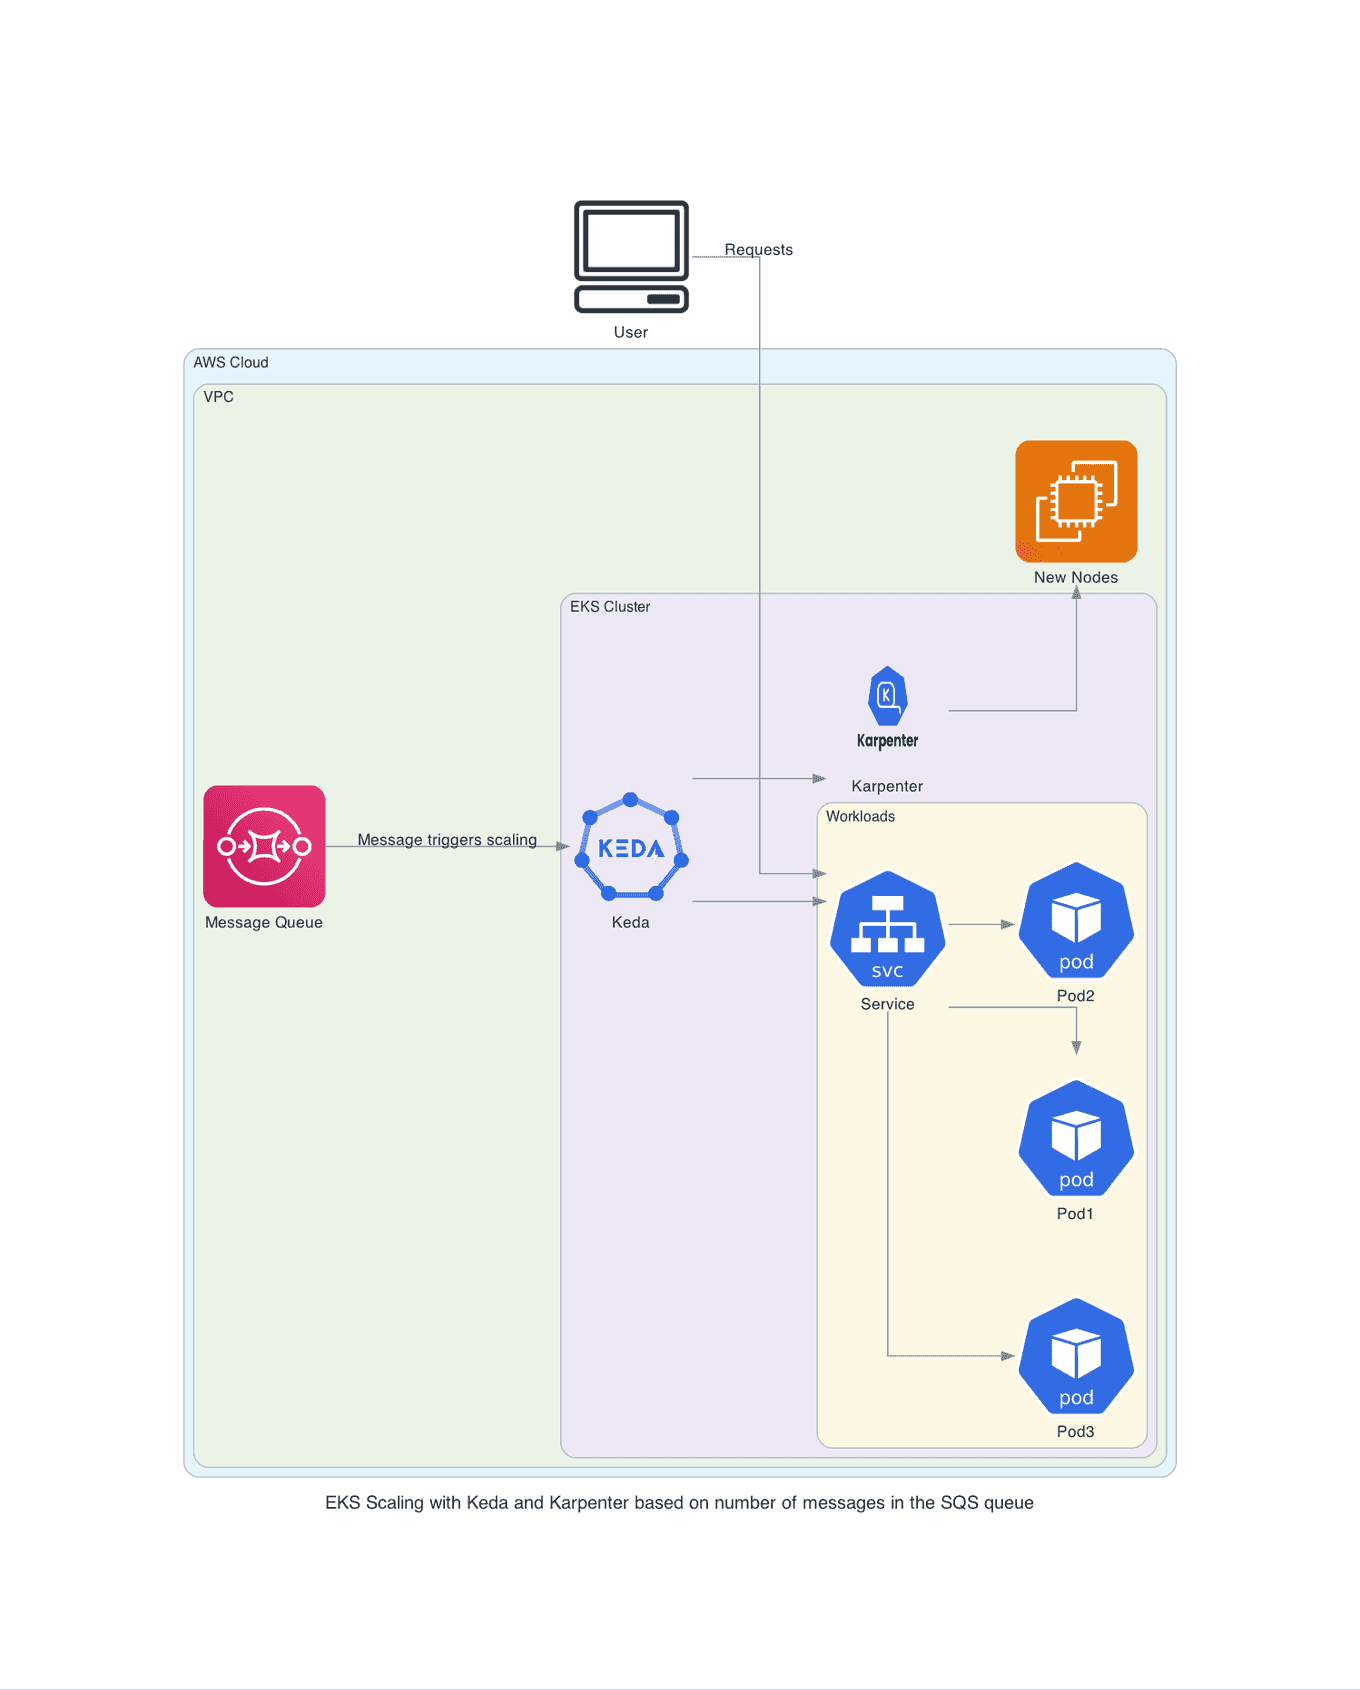 Requests
User
AWS Cloud
VPC
New Nodes
EKS Cluster
K
Karpenter
Karpenter
Workloads
Message triggers scaling
KEDA
Message Queue
Keda
svc
Service
pod
Pod2
pod
Pod1
pod
Pod3
EKS Scaling with Keda and Karpenter based on number of messages in the SQS queue